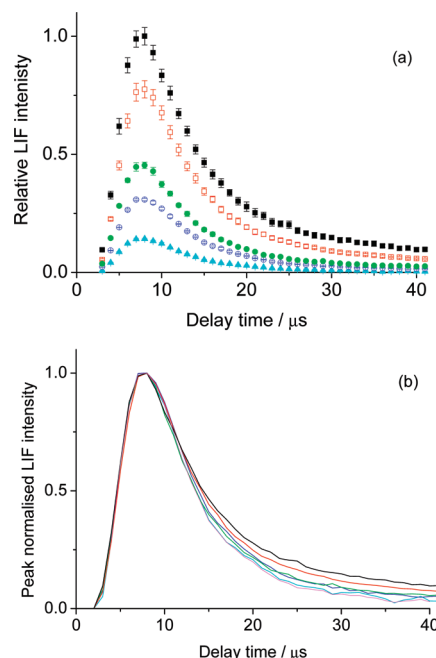 (a)
Relative LIF intenisty
1.0
0.5
0.0
0 10 20 30 40
Delay time / μs
(b)
Peak normalised LIF intensity
1.0
0.5
0.0
0 10 20 30 40
Delay time / μs